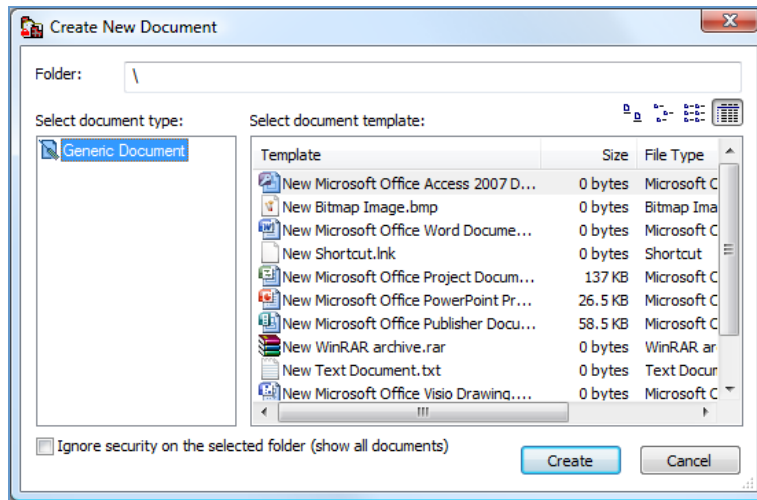 Create New Document
Folder:
\
Select document type:
Select document template:
Generic Document
Template Size File Type
New Microsoft Office Access 2007 D... 0 bytes Microsoft C
New Bitmap Image.bmp 0 bytes Bitmap Ima
New Microsoft Office Word Docume... 0 bytes Microsoft C
New Shortcut.lnk 0 bytes Shortcut
New Microsoft Office Project Docum... 137 KB Microsoft C
New Microsoft Office PowerPoint Pr... 26.5 KB Microsoft C
New Microsoft Office Publisher Docu... 58.5 KB Microsoft C
New WinRAR archive.rar 0 bytes WinRAR ar
New Text Document.txt 0 bytes Text Docum
New Microsoft Office Visio Drawing.... 0 bytes Microsoft C
Ignore security on the selected folder (show all documents)
Create Cancel